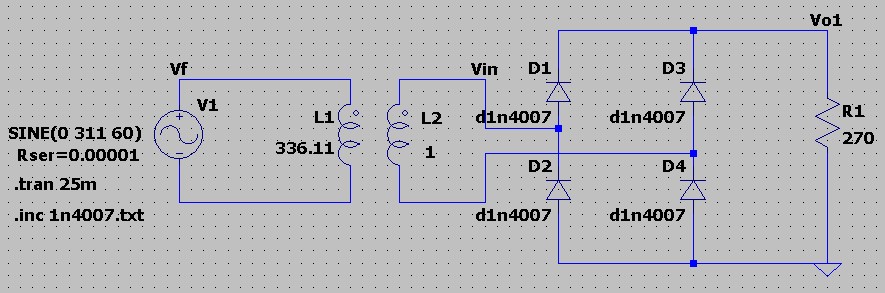 Vo1
Vf
Vin
D1
D3
V1
L1
L2
R1
d1n4007
d1n4007
SINE(0 311 60)
336.11
1
270
Rser=0.00001
D2
D4
.tran 25m
.inc 1n4007.txt
d1n4007
d1n4007